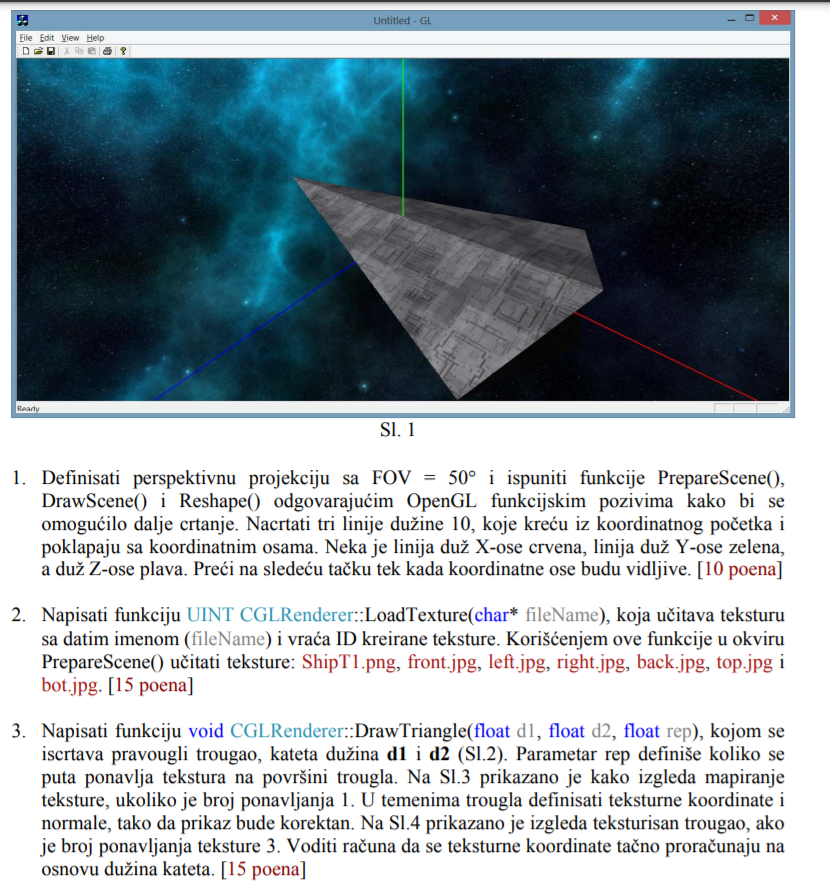 Untitled - GL
File Edit View Help
Ready
Sl. 1
1. Definisati perspektivnu projekciju sa FOV = 50° i ispuniti funkcije PrepareScene(),
DrawScene() i Reshape() odgovarajućim OpenGL funkcijskim pozivima kako bi se
omogućilo dalje crtanje. Nacrtati tri linije dužine 10, koje kreću iz koordinatnog početka i
poklapaju sa koordinatnim osama. Neka je linija duž X-ose crvena, linija duž Y-ose zelena,
a duž Z-ose plava. Preći na sledeću tačku tek kada koordinatne ose budu vidljive. [10 poena]
2. Napisati funkciju UINT CGLRenderer::LoadTexture(char* fileName), koja učitava teksturu
sa datim imenom (fileName) i vraća ID kreirane teksture. Korišćenjem ove funkcije u okviru
PrepareScene() učitati teksture: ShipT1.png, front.jpg, left.jpg, right.jpg, back.jpg, top.jpg i
bot.jpg. [15 poena]
3. Napisati funkciju void CGLRenderer::DrawTriangle(float d1, float d2, float rep), kojom se
iscrtava pravougli trougao, kateta dužina d1 i d2 (Sl.2). Parametar rep definiše koliko se
puta ponavlja tekstura na površini trougla. Na Sl.3 prikazano je kako izgleda mapiranje
teksture, ukoliko je broj ponavljanja 1. U temenima trougla definisati teksturne koordinate i
normale, tako da prikaz bude korektan. Na Sl.4 prikazano je izgleda teksturisan trougao, ako
je broj ponavljanja teksture 3. Voditi računa da se teksturne koordinate tačno proračunaju na
osnovu dužina kateta. [15 poena]